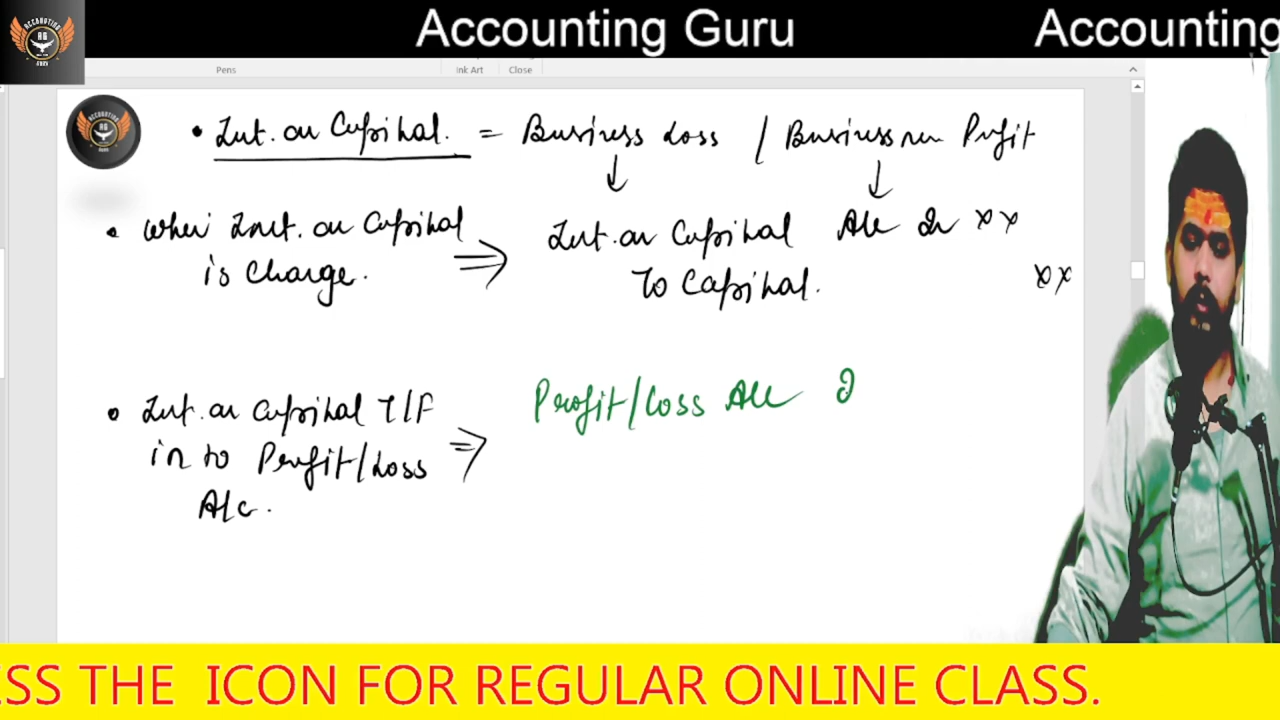 Accounting Guru
Accounting
Pens
Ink Art
Close
• Int. on Capital. = Business Loss / Business Profit
• When Int. on Capital is Charge. ⇒ Int. on Capital A/c Dr xx
To Capital. xx
• Int. on Capital T/F in to Profit/Loss A/c. ⇒ Profit/Loss A/c
ISS THE ICON FOR REGULAR ONLINE CLASS.